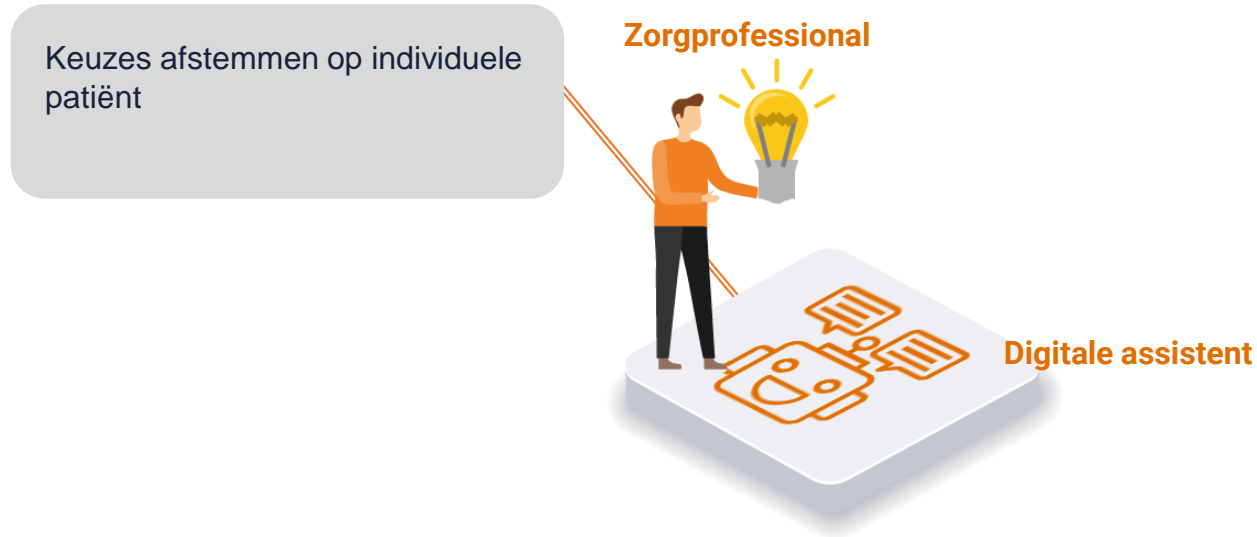 Keuzes afstemmen op individuele
patiënt
Zorgprofessional
Digitale assistent